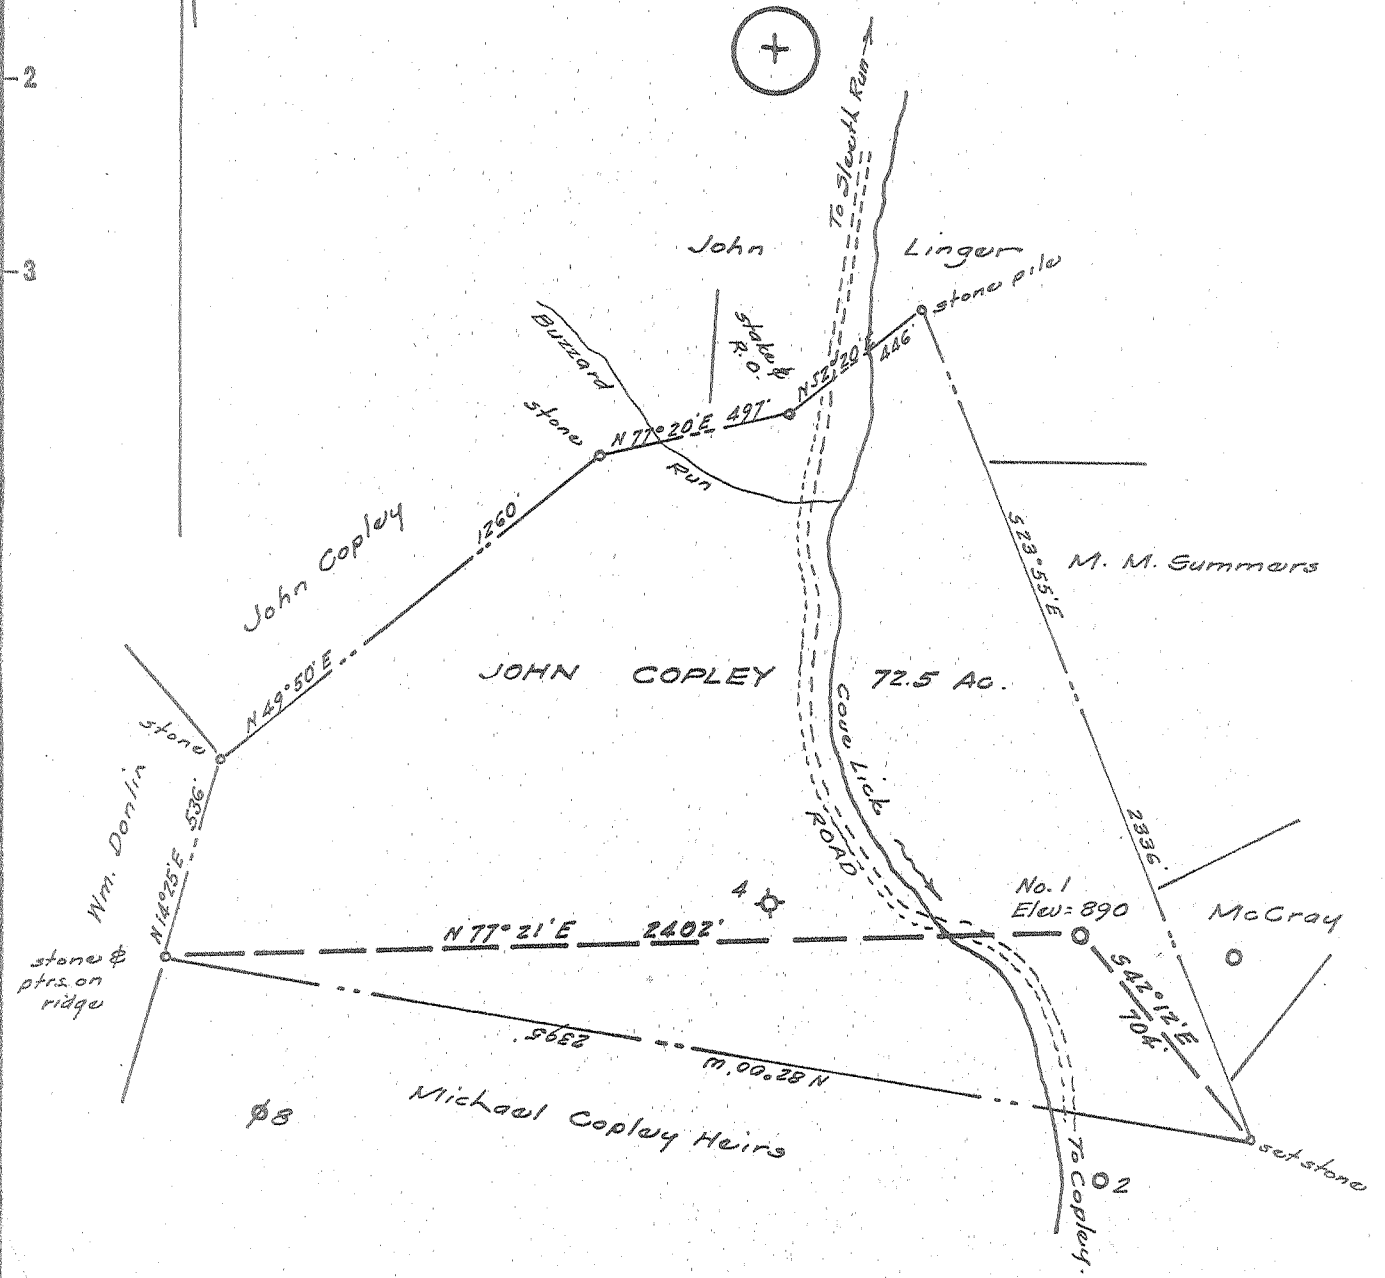 -2
To Sleeth Run
-3
John
Linger
stone pile
Buzzard
Run
stake &
R.O.
N 52° 20' E
446'
stone
N 77° 20' E 497'
1260'
John Copley
S 23° 55' E
M. M. Summers
N 49° 50' E
JOHN COPLEY 72.5 Ac.
stone
Cove Lick
Wm. Donlin
536'
N 14° 25' E
ROAD
2336'
4
No. 1
Elev = 890
McCray
N 77° 21' E 2402'
stone &
ptrs. on
ridge
S 42° 12' E
704'
2395'
N 82° 00' W
Michael Copley Heirs
8
set stone
To Copley.
2